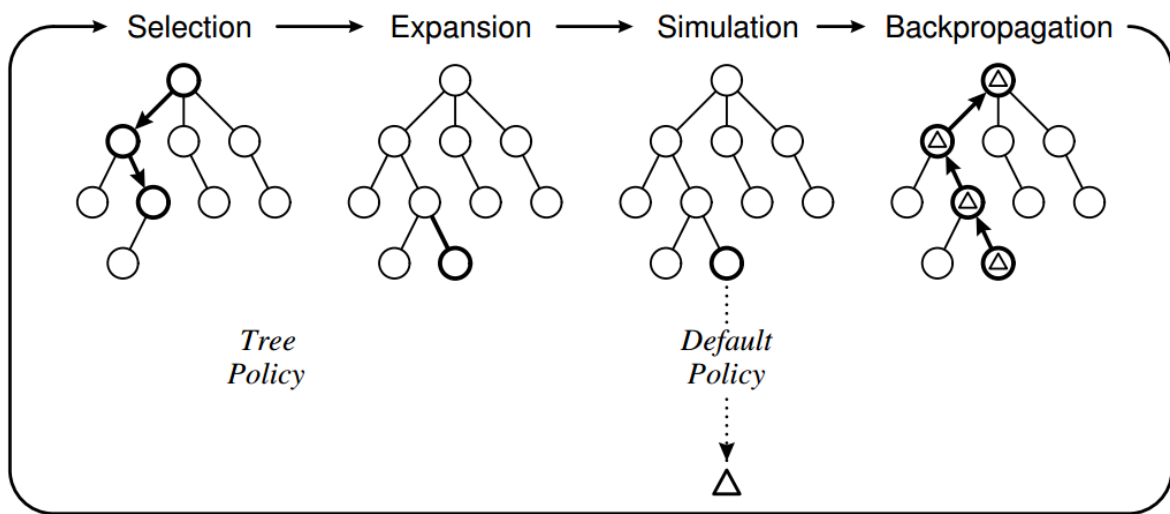 Selection
Expansion
Simulation
Backpropagation
Tree
Policy
Default
Policy